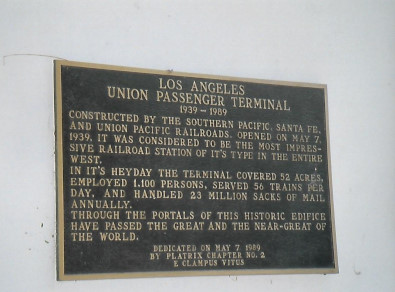 LOS ANGELES
UNION PASSENGER TERMINAL
1939 - 1989
CONSTRUCTED BY THE SOUTHERN PACIFIC, SANTA FE,
AND UNION PACIFIC RAILROADS. OPENED ON MAY 7,
1939. IT WAS CONSIDERED TO BE THE MOST IMPRES-
SIVE RAILROAD STATION OF IT'S TYPE IN THE ENTIRE
WEST.
IN IT'S HEYDAY THE TERMINAL COVERED 52 ACRES,
EMPLOYED 1,100 PERSONS, SERVED 56 TRAINS PER
DAY, AND HANDLED 23 MILLION SACKS OF MAIL
ANNUALLY.
THROUGH THE PORTALS OF THIS HISTORIC EDIFICE
HAVE PASSED THE GREAT AND THE NEAR-GREAT OF
THE WORLD.
DEDICATED ON MAY 7 1989
BY PLATRIX CHAPTER NO. 2
E CLAMPUS VITUS